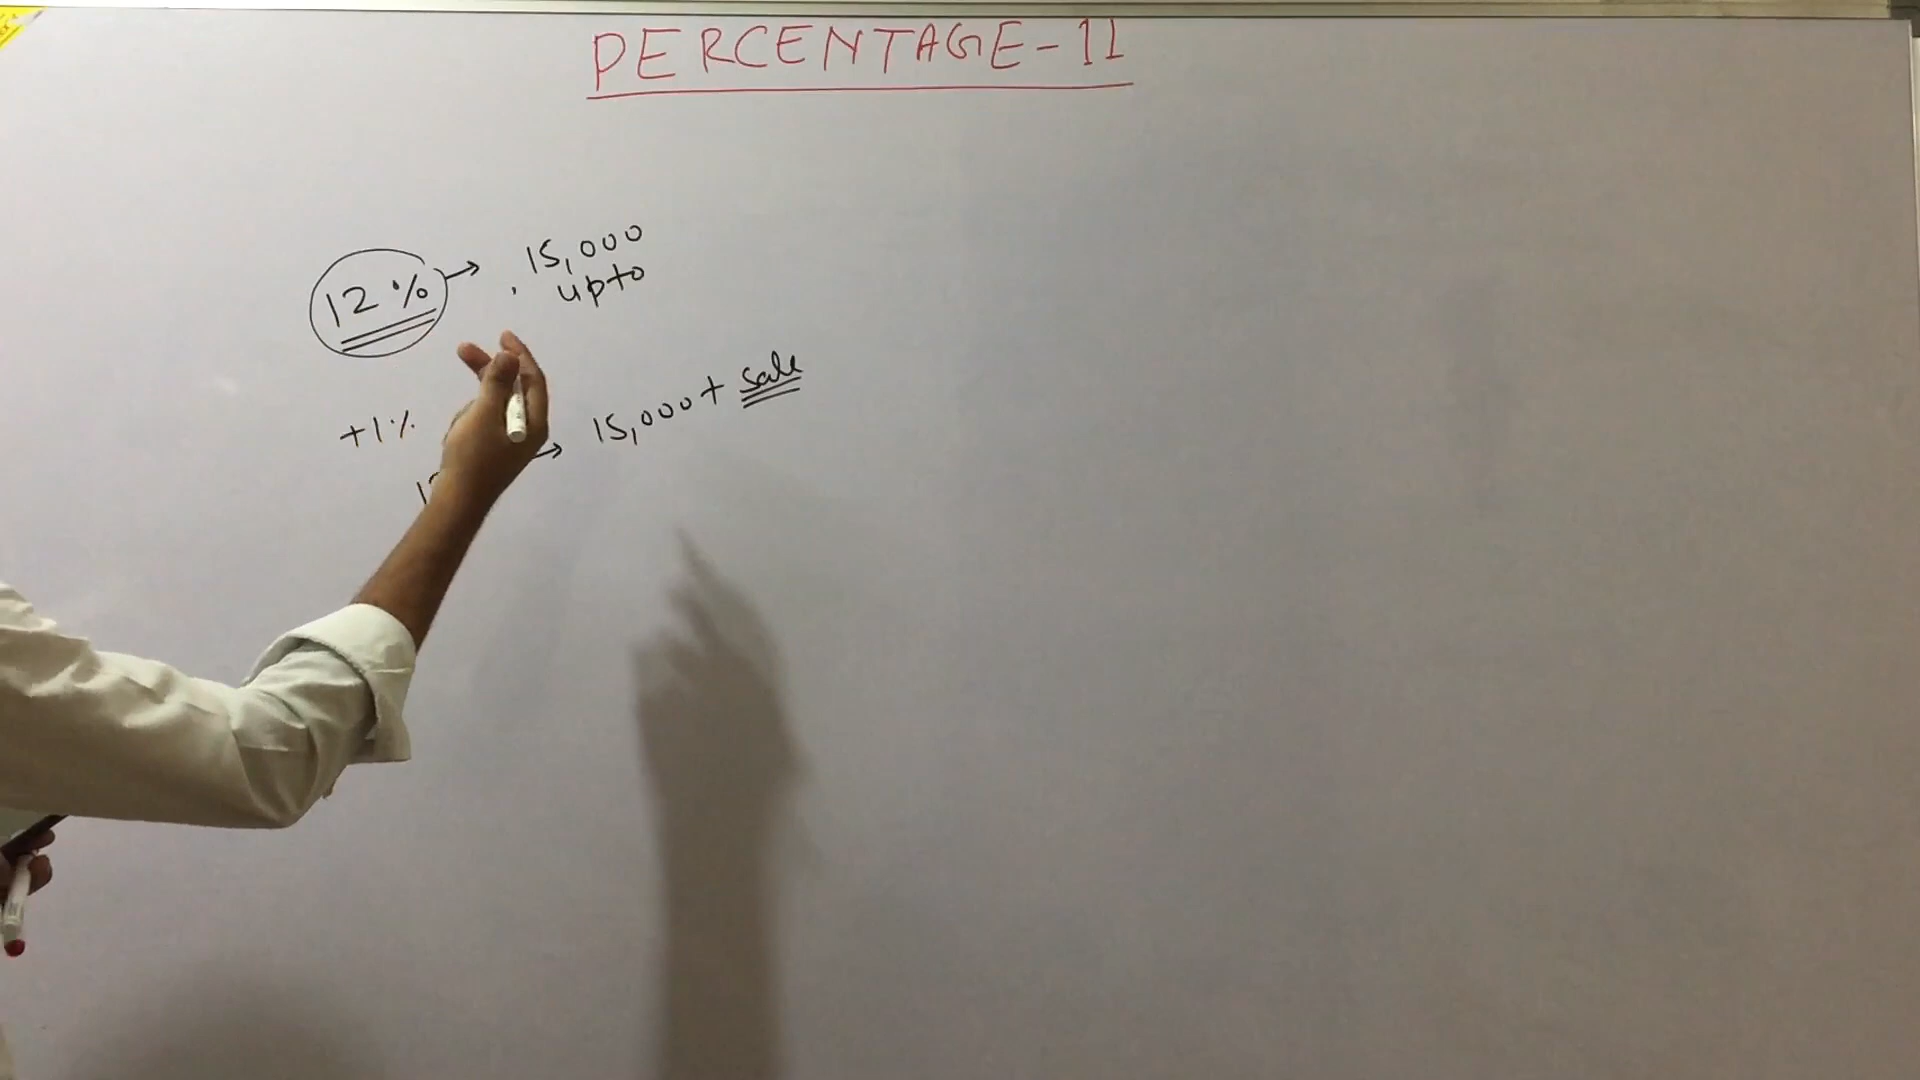 PERCENTAGE-11
12% → 15,000
upto
+1%
→ 15,000+ sale